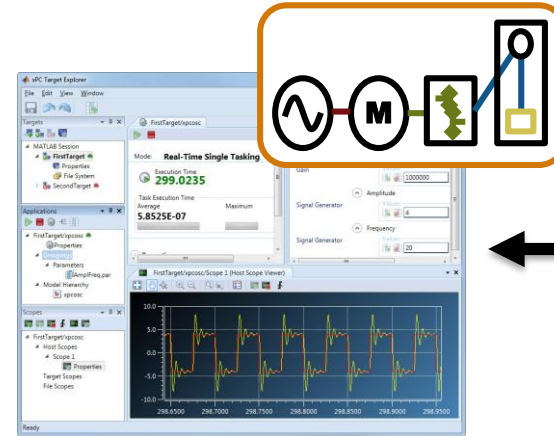 xPC Target Explorer
File Edit View Window
Targets
MATLAB Session
FirstTarget
Properties
File System
SecondTarget
Applications
FirstTarget/xpcosc
Properties
Parameters
AmplFreq.par
Model Hierarchy
xpcosc
Scopes
FirstTarget/xpcosc
Host Scopes
Scope 1
Properties
Target Scopes
File Scopes
Ready
FirstTarget/xpcosc
Mode: Real-Time Single Tasking
Execution Time
299.0235
Task Execution Time
Average Maximum
5.8525E-07
Gain
1000000
Amplitude
Signal Generator
Values
4
Frequency
Signal Generator
Values
20
FirstTarget/xpcosc/Scope 1 (Host Scope Viewer)
10.0
5.0
0.0
-5.0
-10.0
298.6500 298.7000 298.7500 298.8000 298.8500 298.9000 298.9500
M